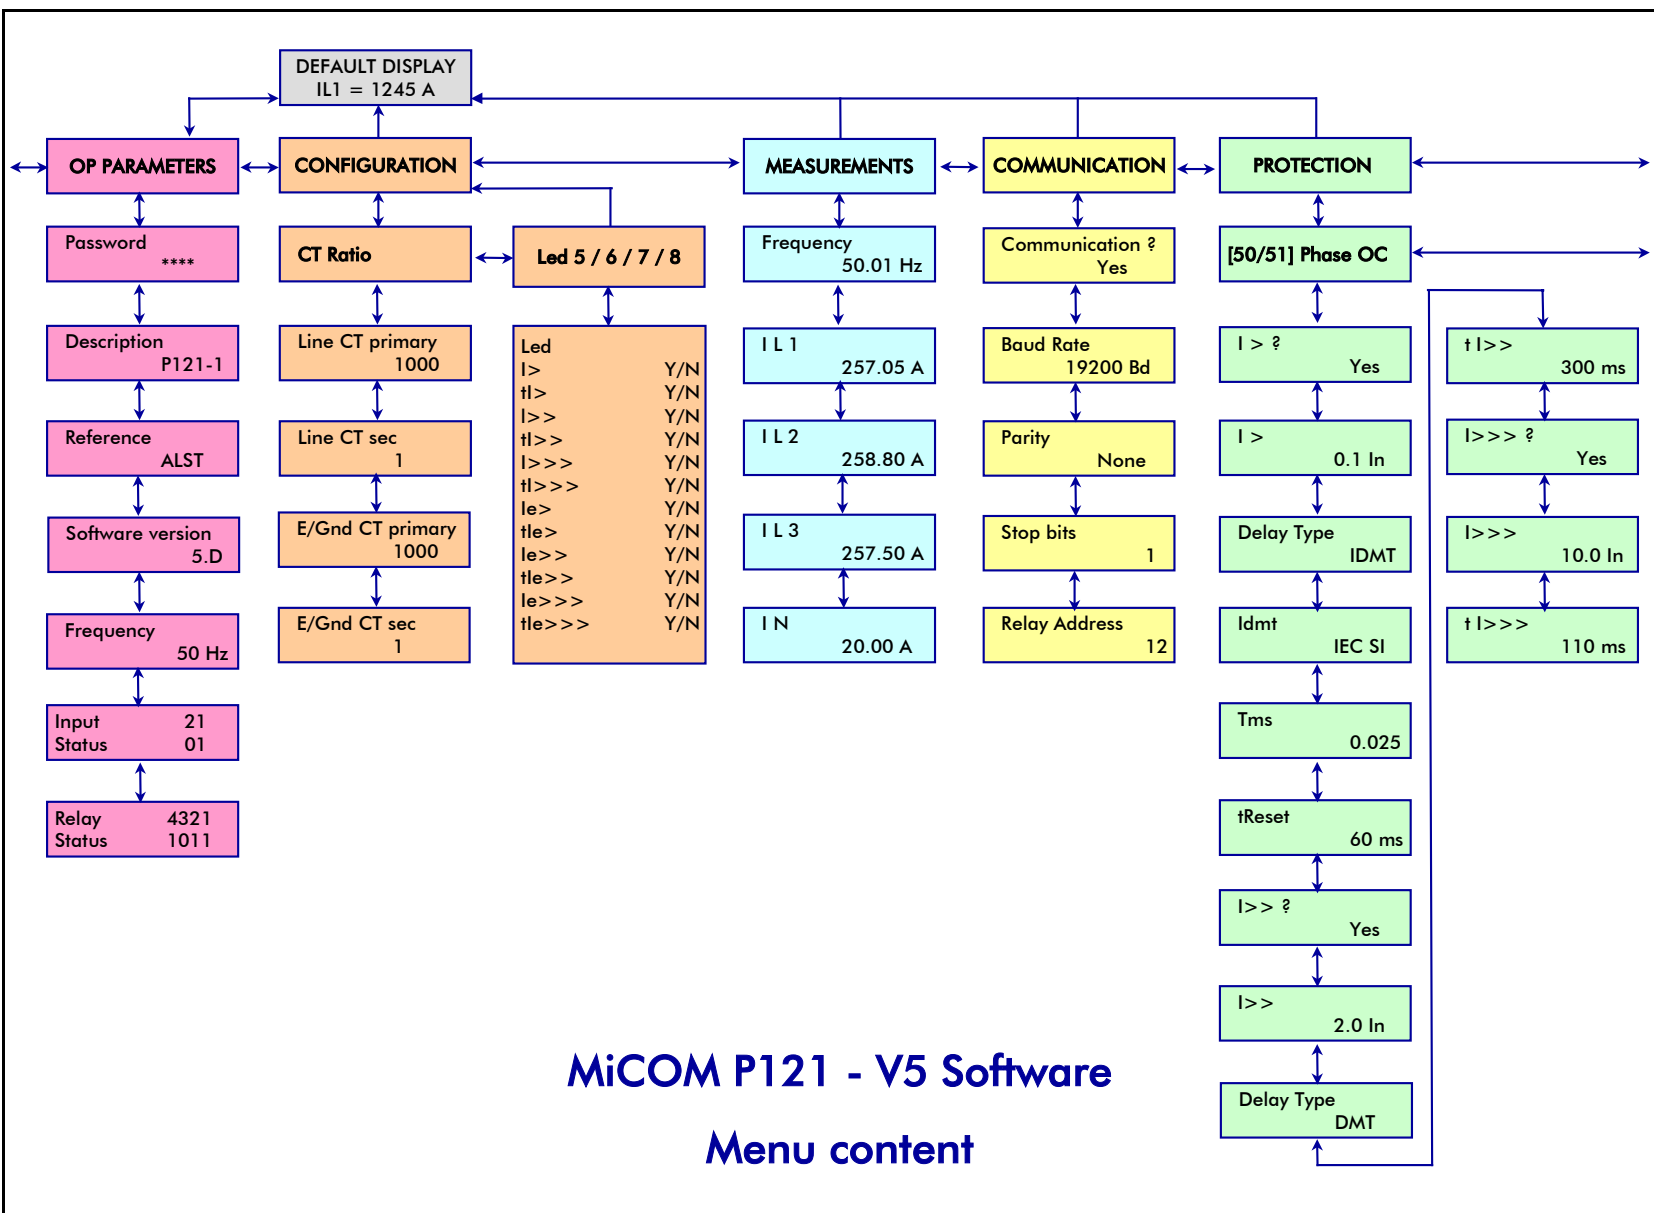 DEFAULT DISPLAY
IL1 = 1245 A
OP PARAMETERS
Password
****
Description
P121-1
Reference
ALST
Software version
5.D
Frequency
50 Hz
Input 21
Status 01
Relay 4321
Status 1011
CONFIGURATION
CT Ratio
Line CT primary
1000
Line CT sec
1
E/Gnd CT primary
1000
E/Gnd CT sec
1
Led 5 / 6 / 7 / 8
Led
I> Y/N
tI> Y/N
I>> Y/N
tI>> Y/N
I>>> Y/N
tI>>> Y/N
Ie> Y/N
tIe> Y/N
Ie>> Y/N
tIe>> Y/N
Ie>>> Y/N
tIe>>> Y/N
MEASUREMENTS
Frequency
50.01 Hz
I L 1
257.05 A
I L 2
258.80 A
I L 3
257.50 A
I N
20.00 A
COMMUNICATION
Communication ?
Yes
Baud Rate
19200 Bd
Parity
None
Stop bits
1
Relay Address
12
PROTECTION
[50/51] Phase OC
I > ?
Yes
I >
0.1 In
Delay Type
IDMT
Idmt
IEC SI
Tms
0.025
tReset
60 ms
I>> ?
Yes
I>>
2.0 In
Delay Type
DMT
t I>>
300 ms
I>>> ?
Yes
I>>>
10.0 In
t I>>>
110 ms
MiCOM P121 - V5 Software
Menu content